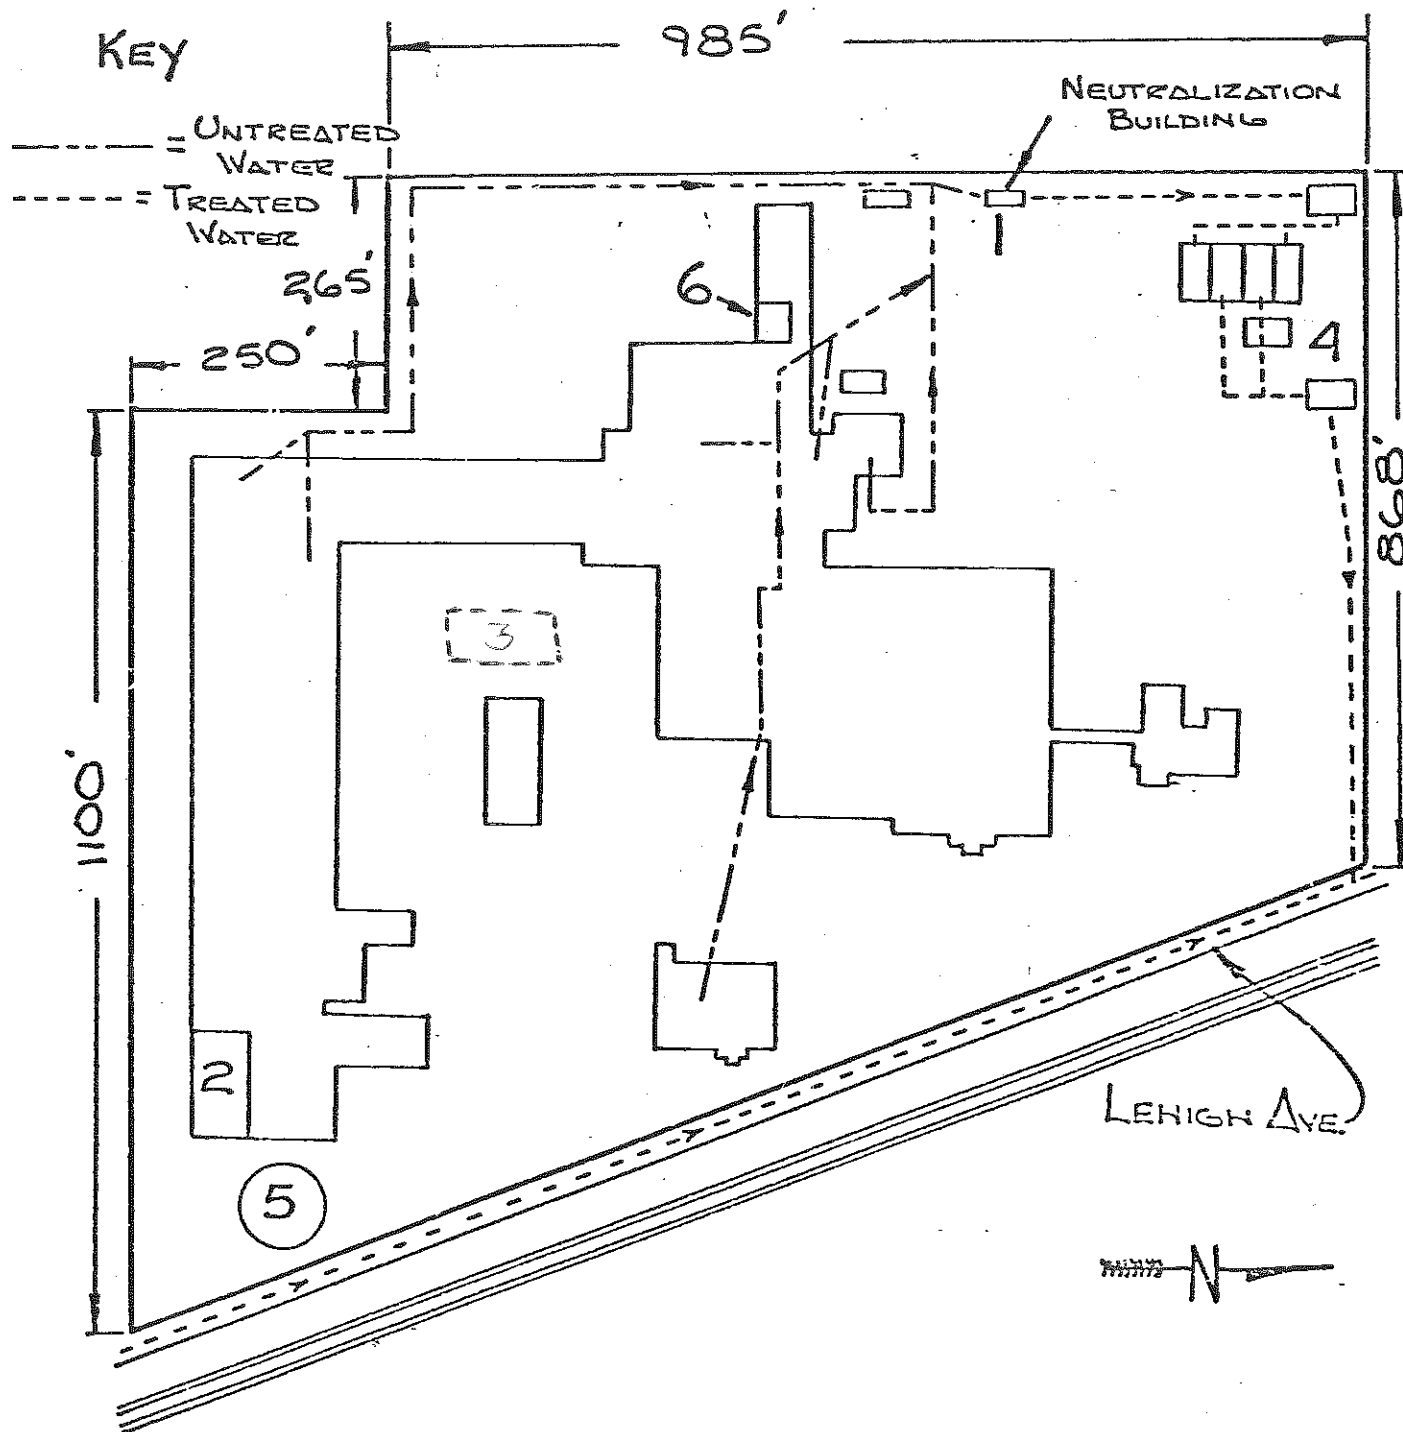 KEY
985'
NEUTRALIZATION
BUILDING
= UNTREATED
WATER
= TREATED
WATER
1
265'
6
250'
4
868'
3
1100'
2
LEHIGH AVE.
5
N